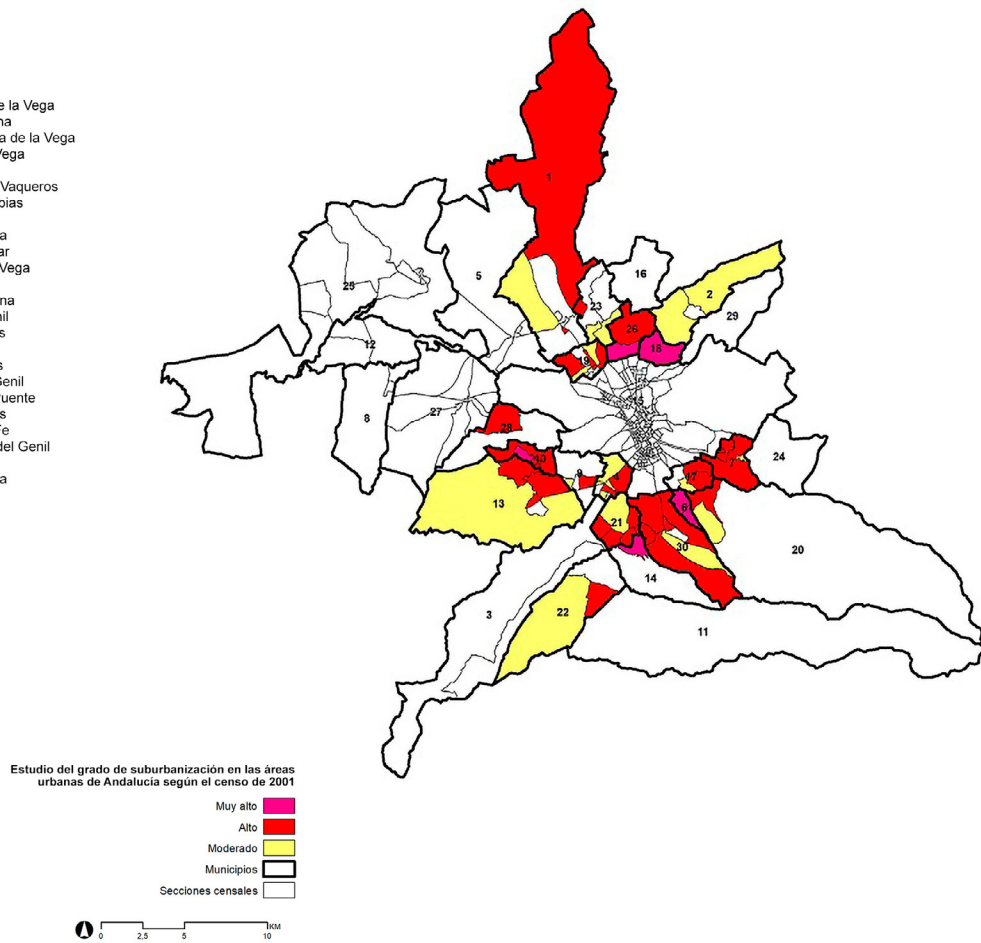 e la Vega
na
a de la Vega
Vega
Vaqueros
bias
a
ar
Vega
na
nil
s
s
Genil
Puente
s
Fe
del Genil
a
1
16
5
25
2
23
29
26
12
18
19
15
8
27
28
24
10
7
9
17
4
13
6
21
30
20
14
22
3
11
Estudio del grado de suburbanización en las áreas
urbanas de Andalucía según el censo de 2001
Muy alto
Alto
Moderado
Municipios
Secciones censales
KM
0 2,5 5 10